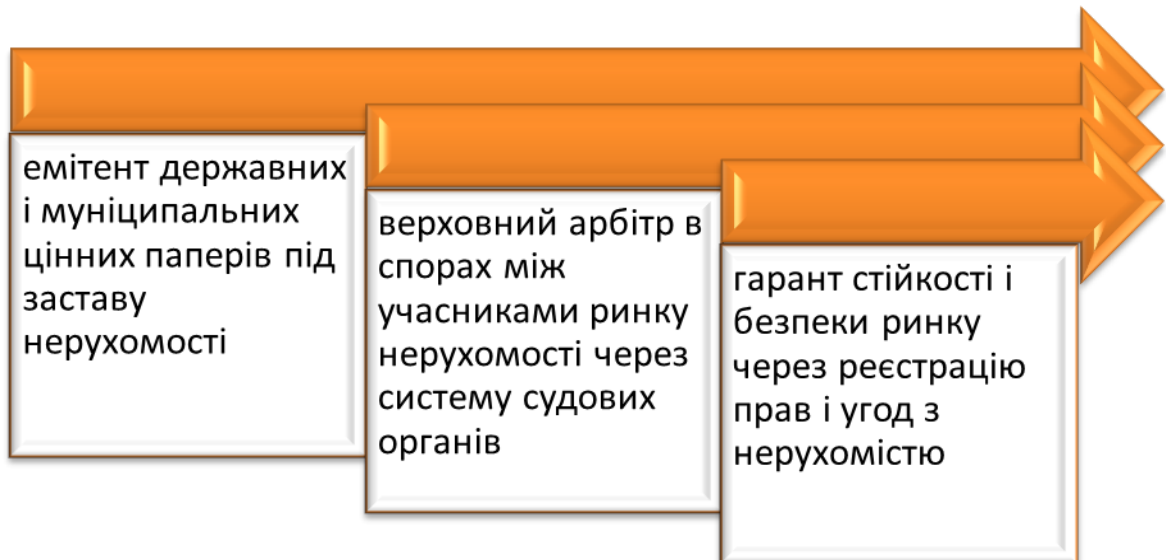 емітент державних
і муніципальних
цінних паперів під
заставу
нерухомості
верховний арбітр в
спорах між
учасниками ринку
нерухомості через
систему судових
органів
гарант стійкості і
безпеки ринку
через реєстрацію
прав і угод з
нерухомістю